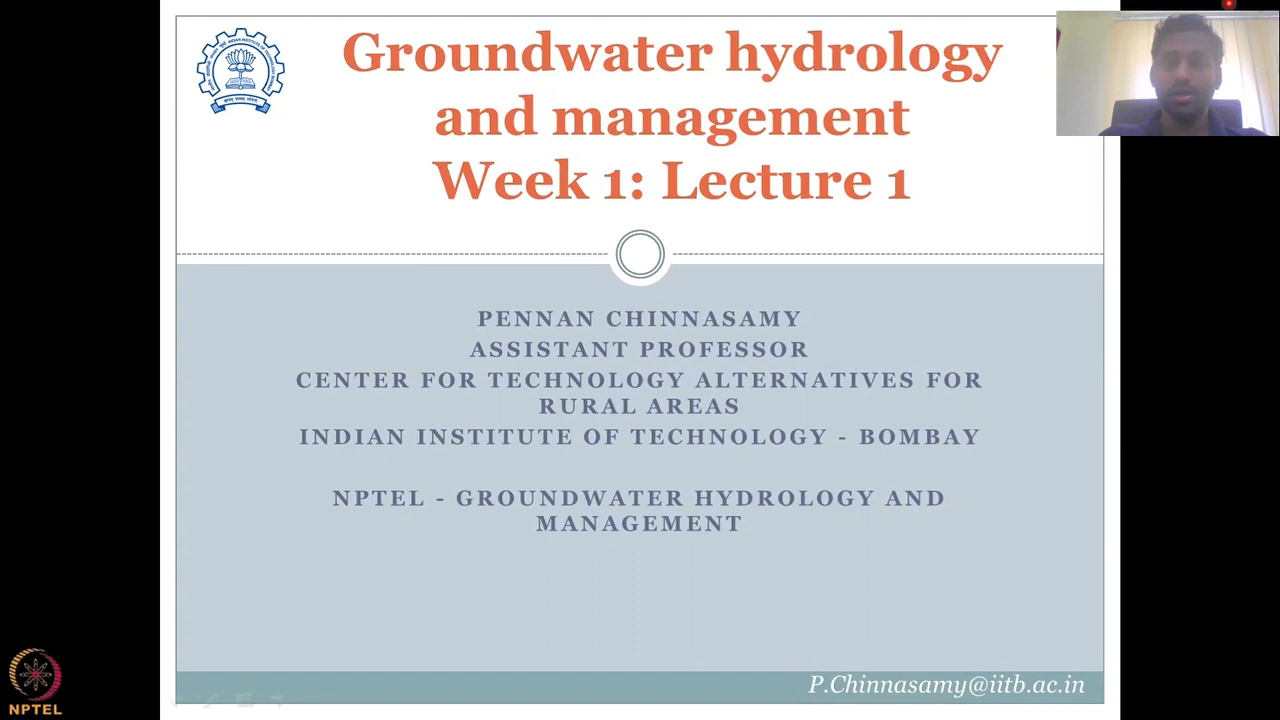 Groundwater hydrology
and management
Week 1: Lecture 1
PENNAN CHINNASAMY
ASSISTANT PROFESSOR
CENTER FOR TECHNOLOGY ALTERNATIVES FOR
RURAL AREAS
INDIAN INSTITUTE OF TECHNOLOGY - BOMBAY
NPTEL - GROUNDWATER HYDROLOGY AND
MANAGEMENT
P.Chinnasamy@iitb.ac.in
NPTEL